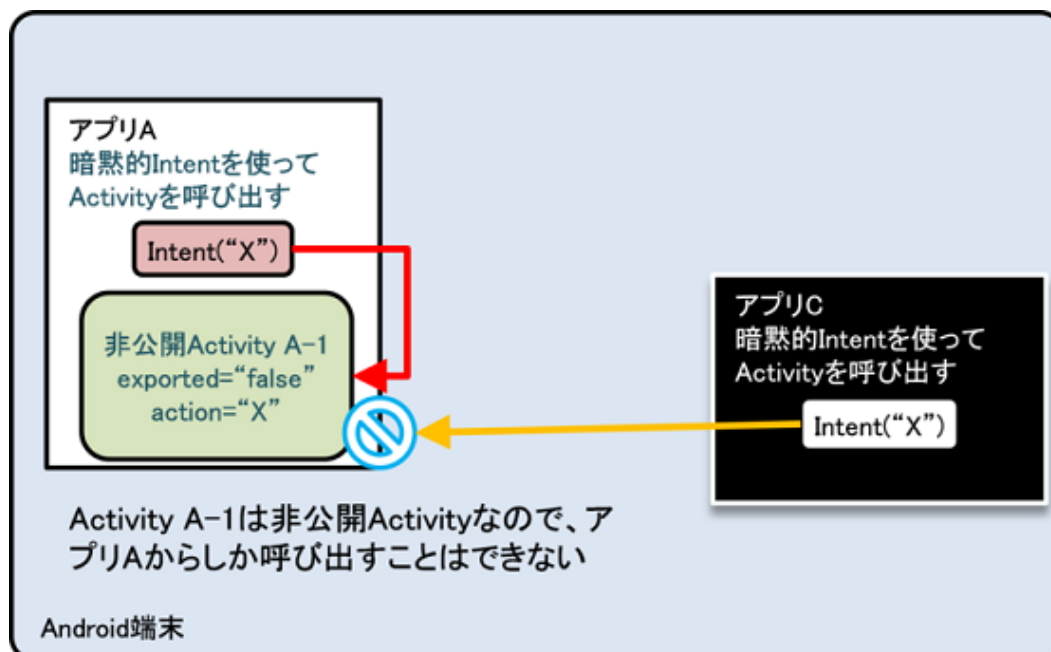 アプリA
暗黙的Intentを使って
Activityを呼び出す
Intent(“X”)
非公開Activity A-1
exported=“false”
action=“X”
アプリC
暗黙的Intentを使って
Activityを呼び出す
Intent(“X”)
Activity A-1は非公開Activityなので、ア
プリAからしか呼び出すことはできない
Android端末